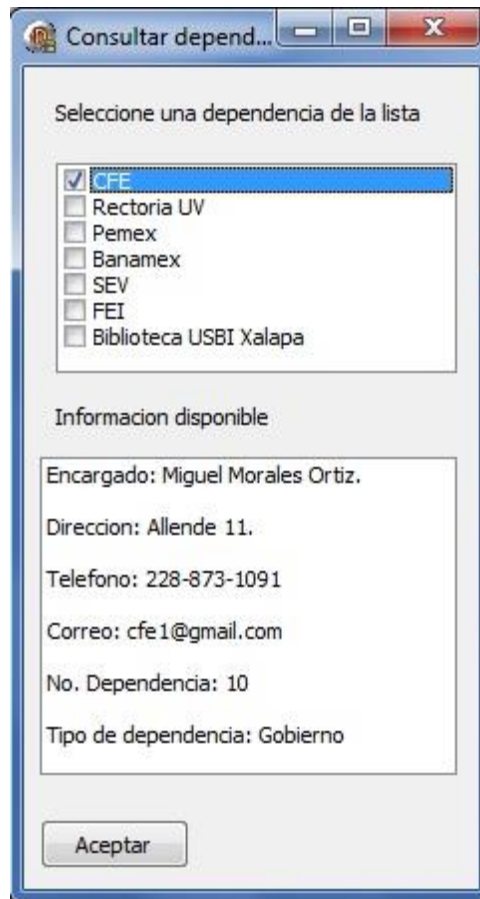 Consultar depend...
Seleccione una dependencia de la lista
CFE
Rectoria UV
Pemex
Banamex
SEV
FEI
Biblioteca USBI Xalapa
Informacion disponible
Encargado: Miguel Morales Ortiz.
Direccion: Allende 11.
Telefono: 228-873-1091
Correo: cfe1@gmail.com
No. Dependencia: 10
Tipo de dependencia: Gobierno
Aceptar